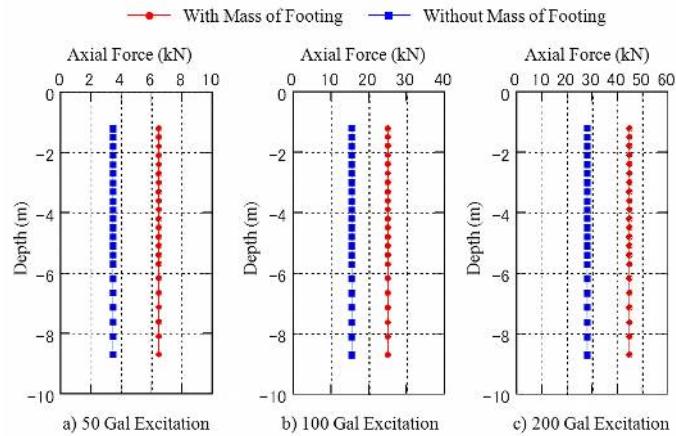 With Mass of Footing Without Mass of Footing
Axial Force (kN) Axial Force (kN) Axial Force (kN)
0 2 4 6 8 10 0 10 20 30 40 0 10 20 30 40 50 60
0 0 0
−2 −2 −2
−4 −4 −4
Depth (m) Depth (m) Depth (m)
−6 −6 −6
−8 −8 −8
−10 −10 −10
a) 50 Gal Excitation b) 100 Gal Excitation c) 200 Gal Excitation